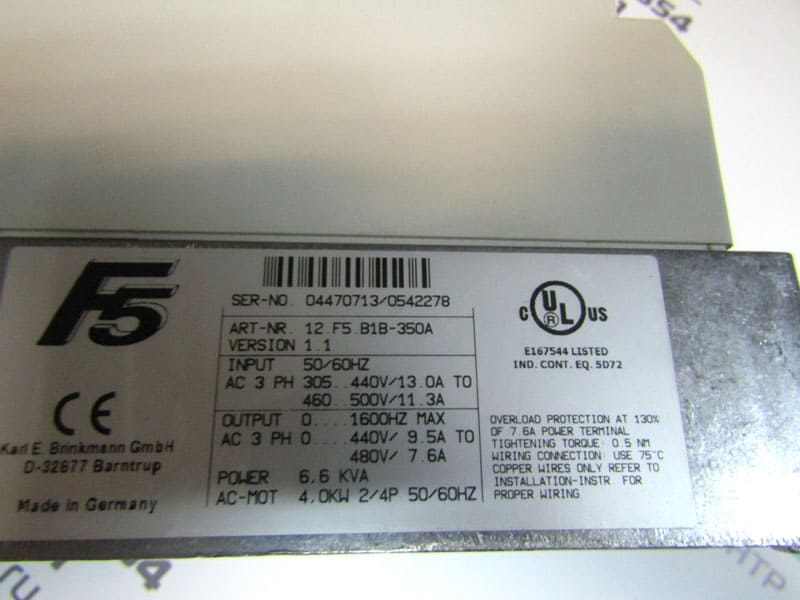 354
F5
SER-NO. 04470713/0542278
ART-NR. 12.F5.B1B-350A
VERSION 1.1
INPUT 50/60HZ
AC 3 PH 305..440V/13.0A TO
460..500V/11.3A
OUTPUT 0....1600HZ MAX
AC 3 PH 0....440V/ 9.5A TO
480V/ 7.6A
POWER 6.6 KVA
AC-MOT 4.0KW 2/4P 50/60HZ
CE
Karl E. Brinkmann GmbH
D-32677 Barntrup
Made in Germany
C UL US
®
E167544 LISTED
IND. CONT. EQ. 5D72
OVERLOAD PROTECTION AT 130%
OF 7.6A POWER TERMINAL
TIGHTENING TORQUE: 0.5 NM
WIRING CONNECTION: USE 75°C
COPPER WIRES ONLY REFER TO
INSTALLATION-INSTR. FOR
PROPER WIRING